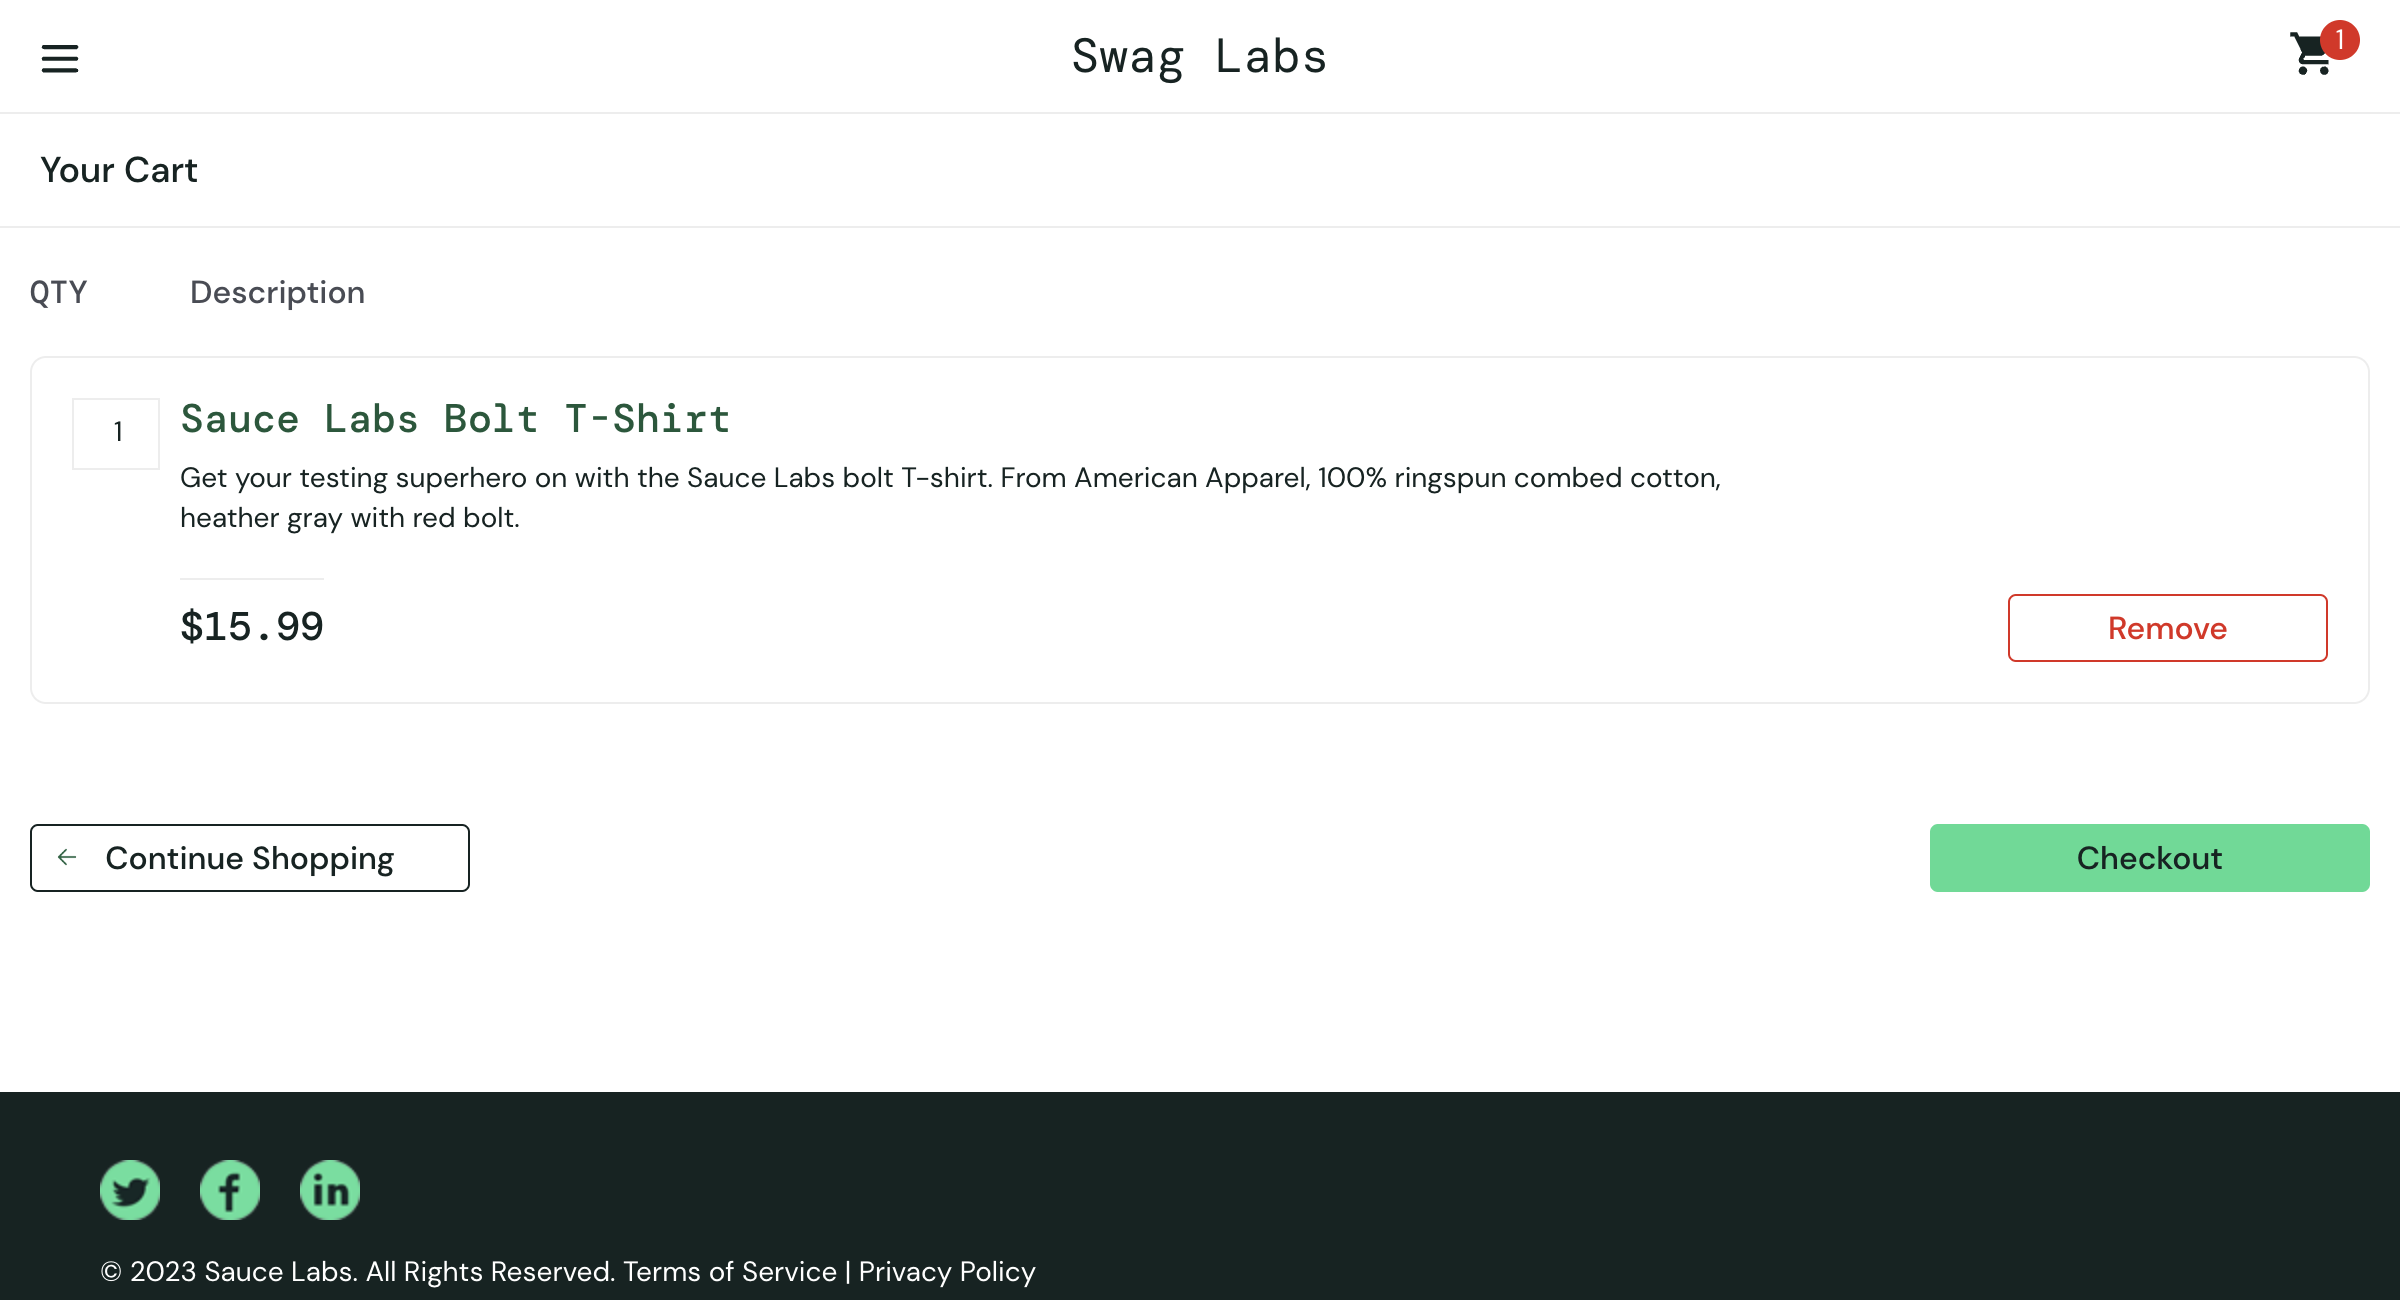 Swag Labs
1
Your Cart
QTY Description
1
Sauce Labs Bolt T-Shirt
Get your testing superhero on with the Sauce Labs bolt T-shirt. From American Apparel, 100% ringspun combed cotton,
heather gray with red bolt.
$15.99
Remove
Continue Shopping
Checkout
© 2023 Sauce Labs. All Rights Reserved. Terms of Service | Privacy Policy